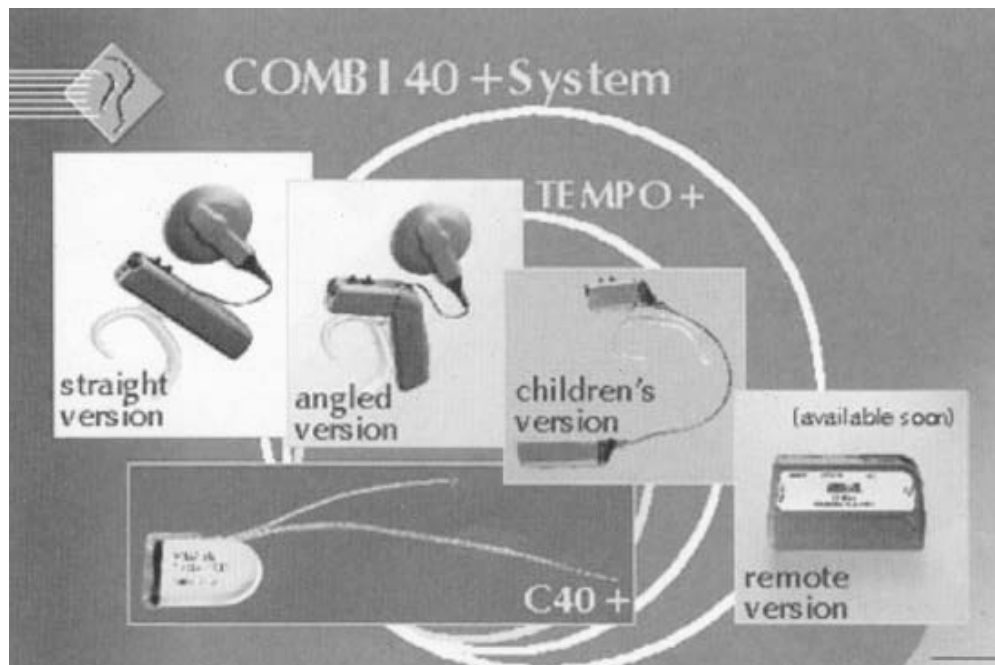 COMBI 40 + System
TEMPO +
straight
version
angled
version
children's
version
(available soon)
remote
version
C40 +